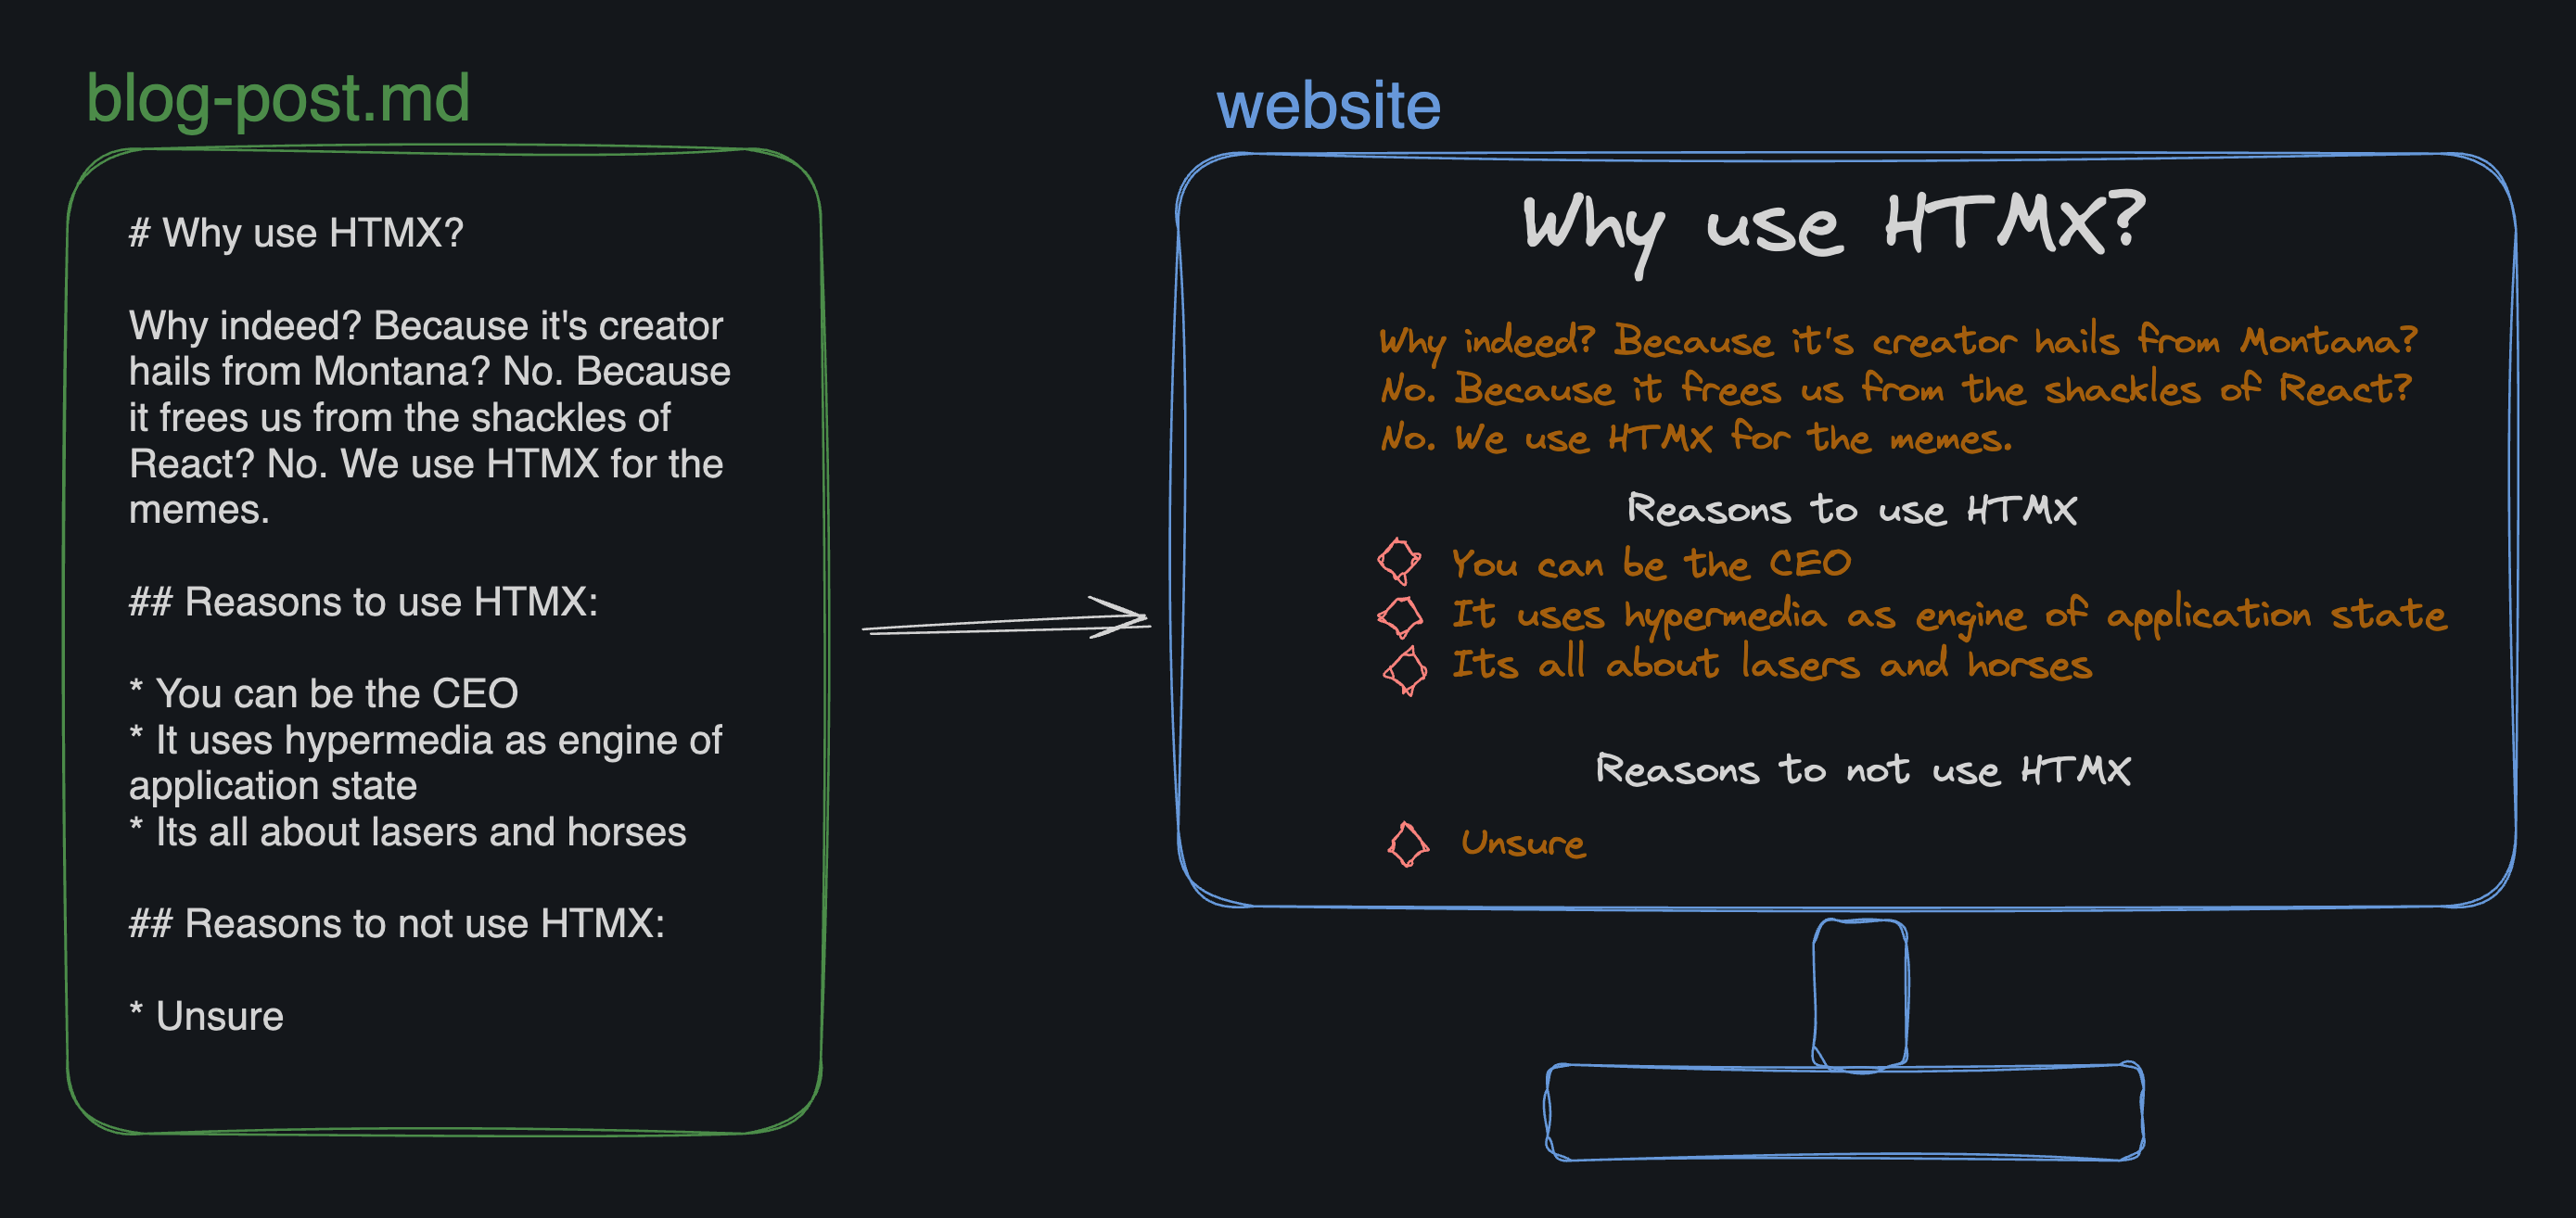 blog-post.md
# Why use HTMX?
Why indeed? Because it's creator
hails from Montana? No. Because
it frees us from the shackles of
React? No. We use HTMX for the
memes.
## Reasons to use HTMX:
* You can be the CEO
* It uses hypermedia as engine of
application state
* Its all about lasers and horses
## Reasons to not use HTMX:
* Unsure
website
Why use HTMX?
Why indeed? Because it's creator hails from Montana?
No. Because it frees us from the shackles of React?
No. We use HTMX for the memes.
Reasons to use HTMX
You can be the CEO
It uses hypermedia as engine of application state
Its all about lasers and horses
Reasons to not use HTMX
Unsure